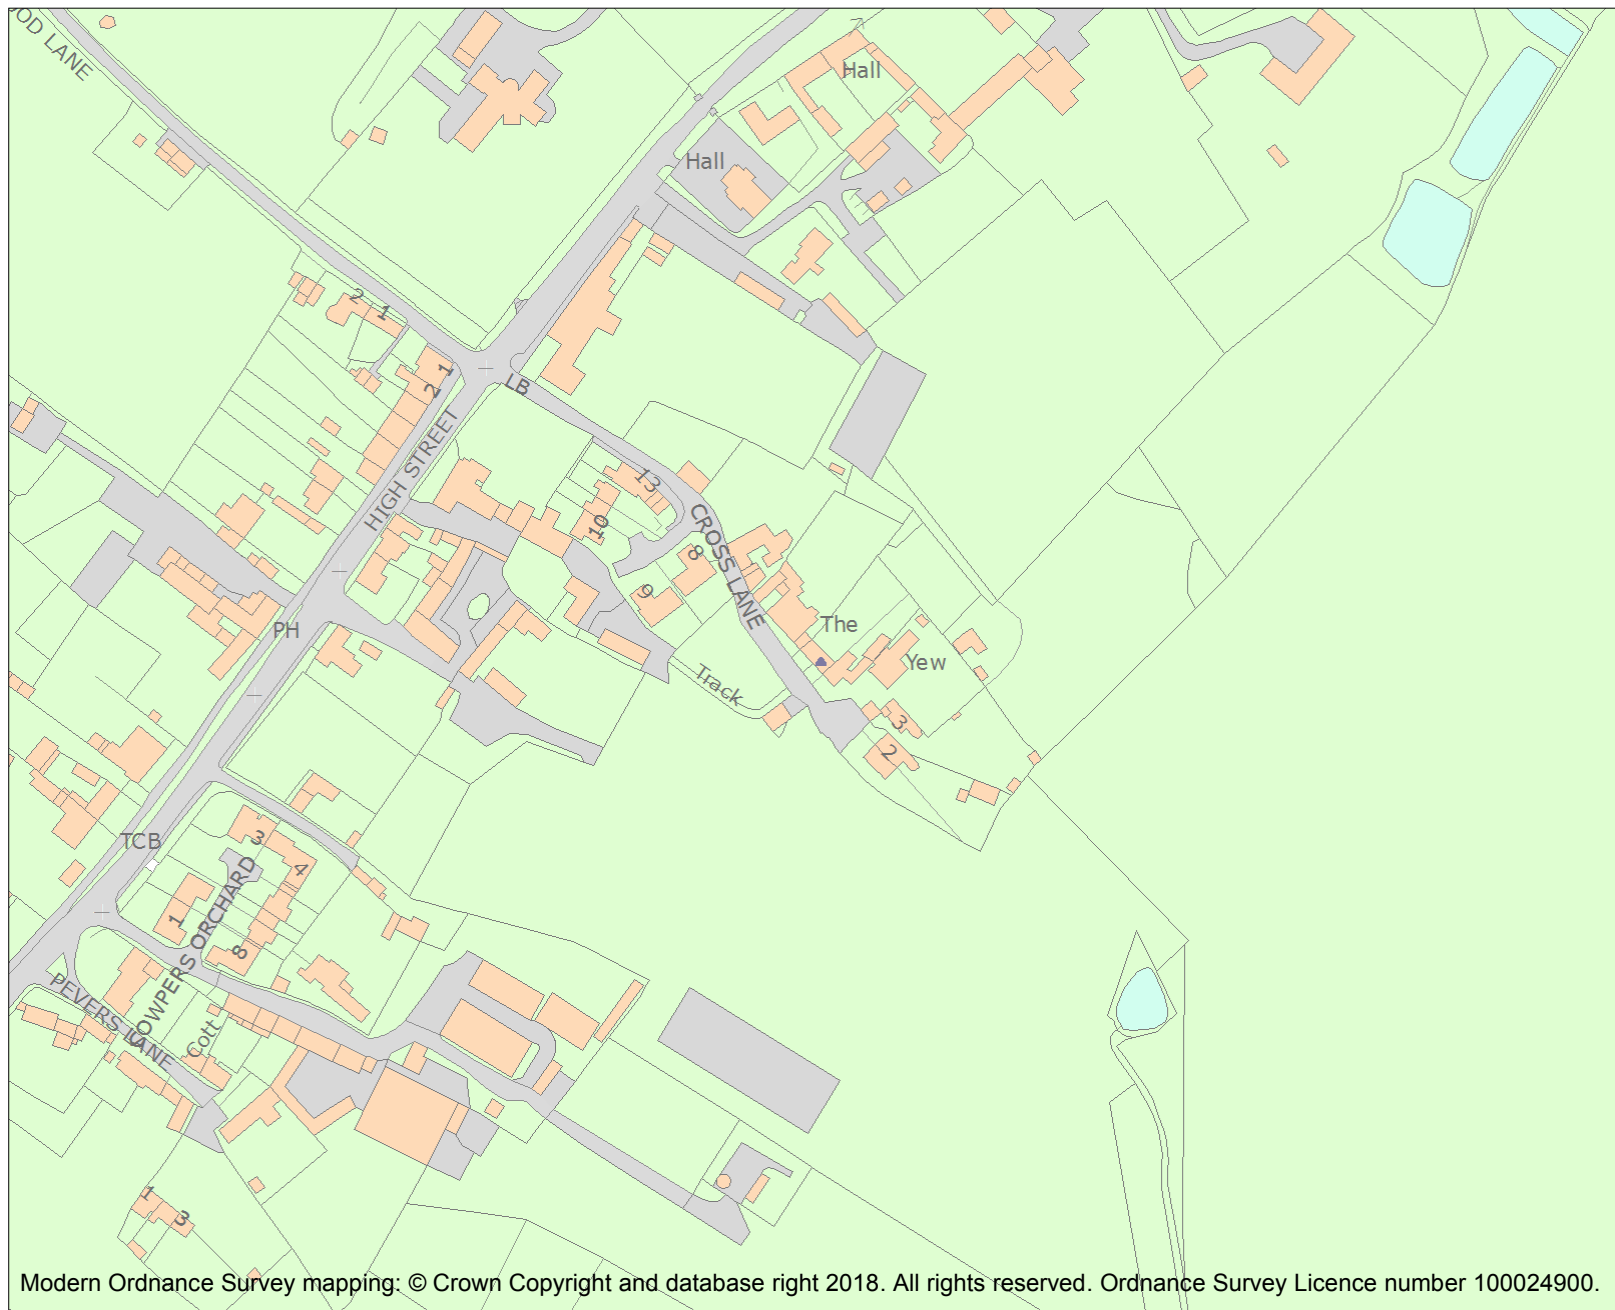 OOD LANE
Hall
Hall
2
1
1
2
LB
HIGH STREET
13
10
CROSS LANE
8
9
The
PH
Yew
Track
3
2
TCB
3
4
1
8
COWPERS ORCHARD
PEVERS LANE
Cott
1
3
Modern Ordnance Survey mapping: © Crown Copyright and database right 2018. All rights reserved. Ordnance Survey Licence number 100024900.